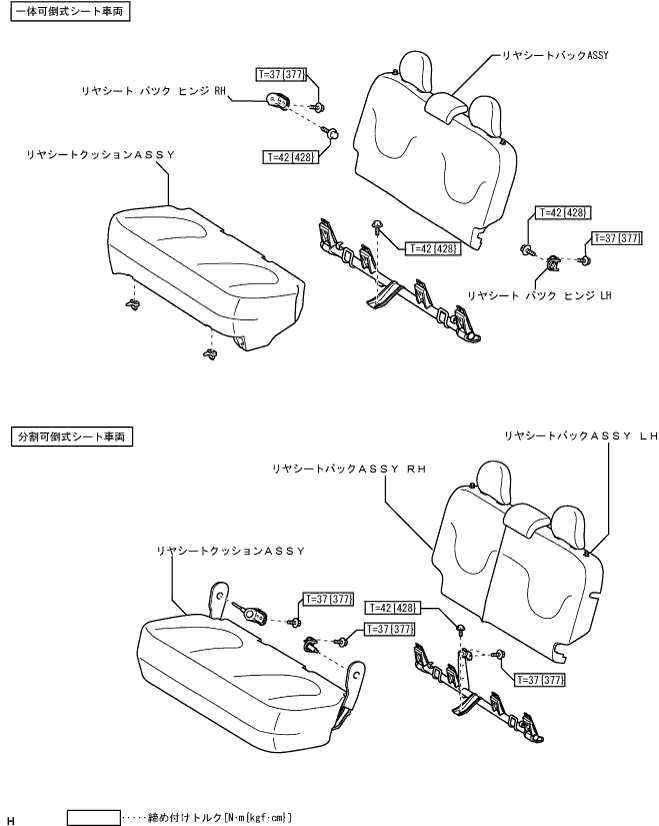 一体可倒式シート車両
リヤシートバックASSY
T=37{377}
リヤシート バツク ヒンジ RH
T=42{428}
リヤシートクッションＡＳＳＹ
T=42{428}
T=37{377}
T=42{428}
リヤシート バツク ヒンジ LH
分割可倒式シート車両
リヤシートバックＡＳＳＹ ＬＨ
リヤシートバックＡＳＳＹ ＲＨ
リヤシートクッションＡＳＳＹ
T=37{377}
T=42{428}
T=37{377}
T=37{377}
H
・・・・・締め付けトルク[N·m{kgf·cm}]